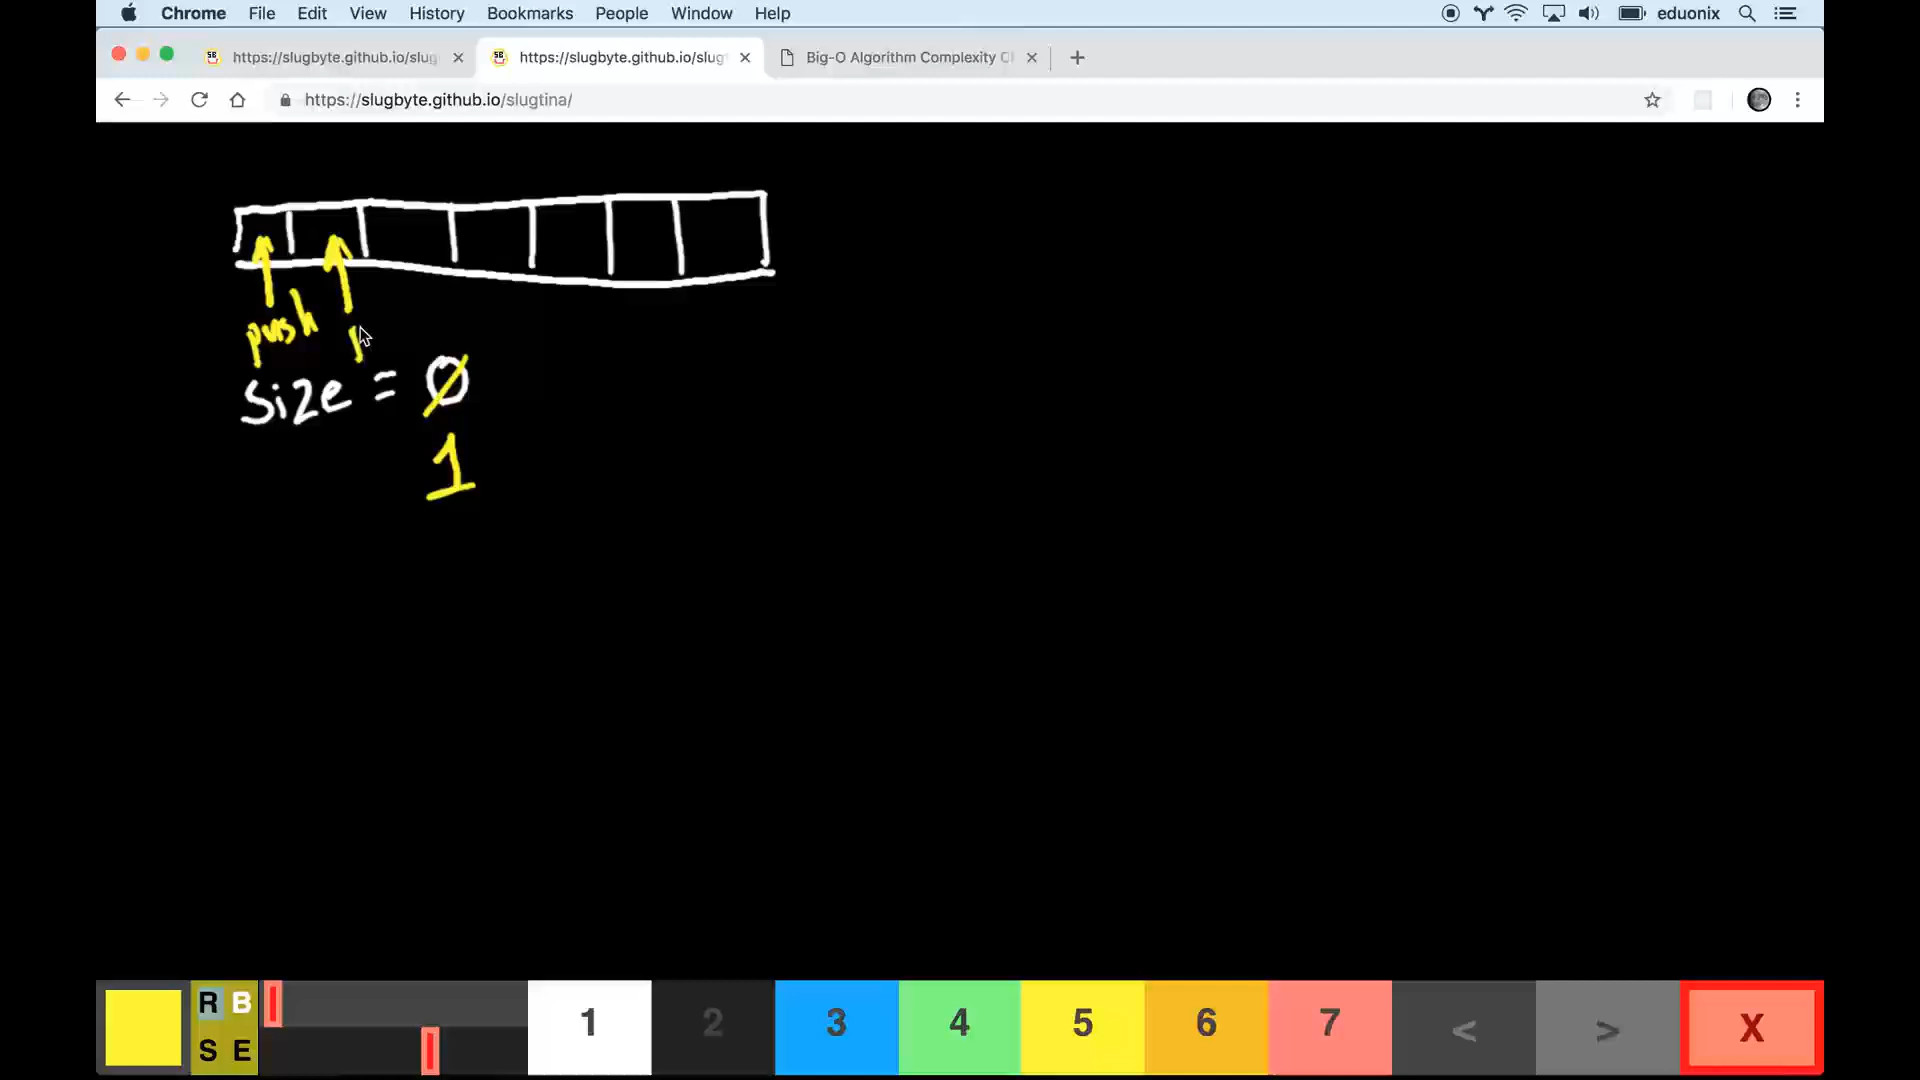 Chrome File Edit View History Bookmarks People Window Help eduonix
https://slugbyte.github.io/slug https://slugbyte.github.io/slug Big-O Algorithm Complexity C
https://slugbyte.github.io/slugtina/
push
size = 0
1
R B
S E
1 2 3 4 5 6 7 < > X